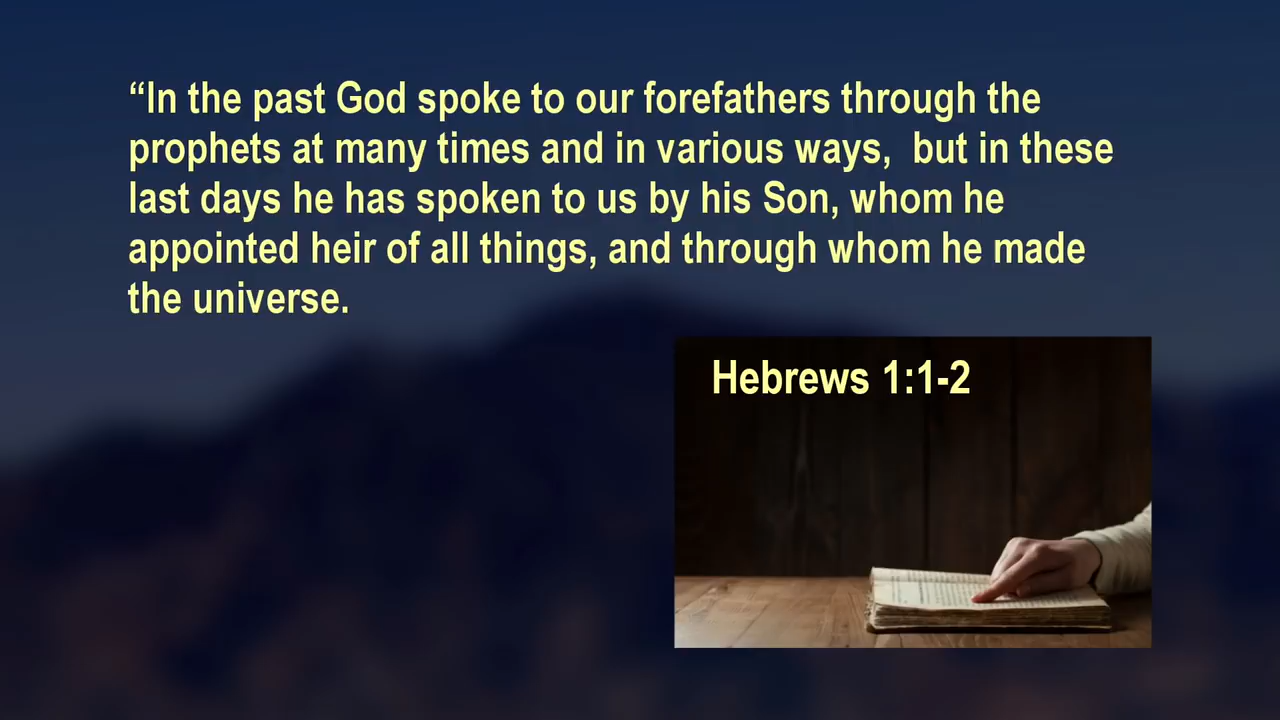 “In the past God spoke to our forefathers through the
prophets at many times and in various ways,  but in these
last days he has spoken to us by his Son, whom he
appointed heir of all things, and through whom he made
the universe.
Hebrews 1:1-2